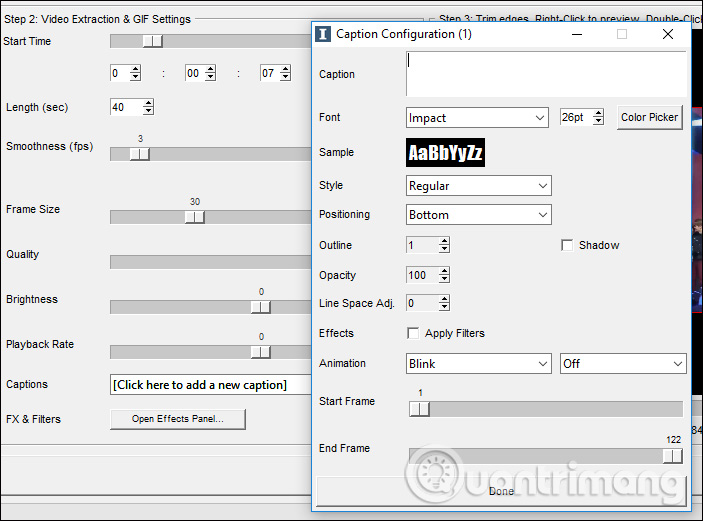 Step 2: Video Extraction & GIF Settings
Start Time
0 : 00 : 07
Length (sec)
40
Smoothness (fps)
3
Frame Size
30
Quality
Brightness
0
Playback Rate
0
Captions
[Click here to add a new caption]
FX & Filters
Open Effects Panel...
Step 3: Trim edges, Right-Click to preview, Double-Click
Caption Configuration (1)
Caption
Font
Impact
26pt
Color Picker
Sample
AaBbYyZz
Style
Regular
Positioning
Bottom
Outline
1
Shadow
Opacity
100
Line Space Adj.
0
Effects
Apply Filters
Animation
Blink
Off
Start Frame
1
End Frame
122
Done
Quantrimang